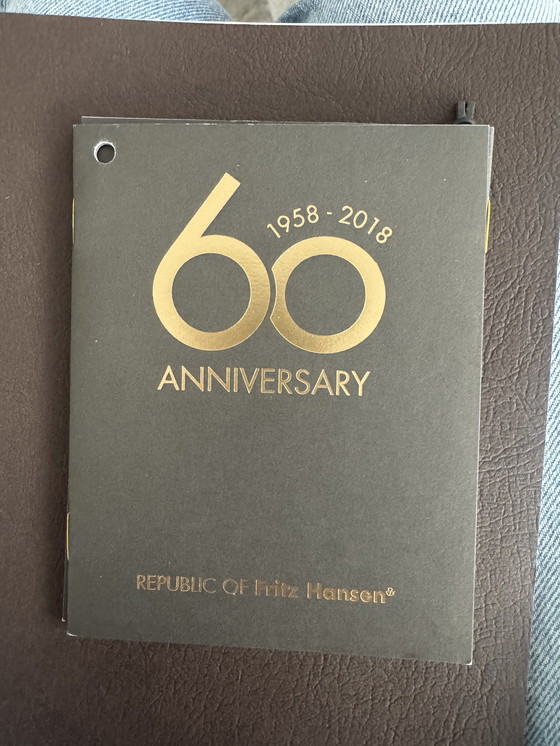 60
1958 - 2018
ANNIVERSARY
REPUBLIC OF Fritz Hansen®